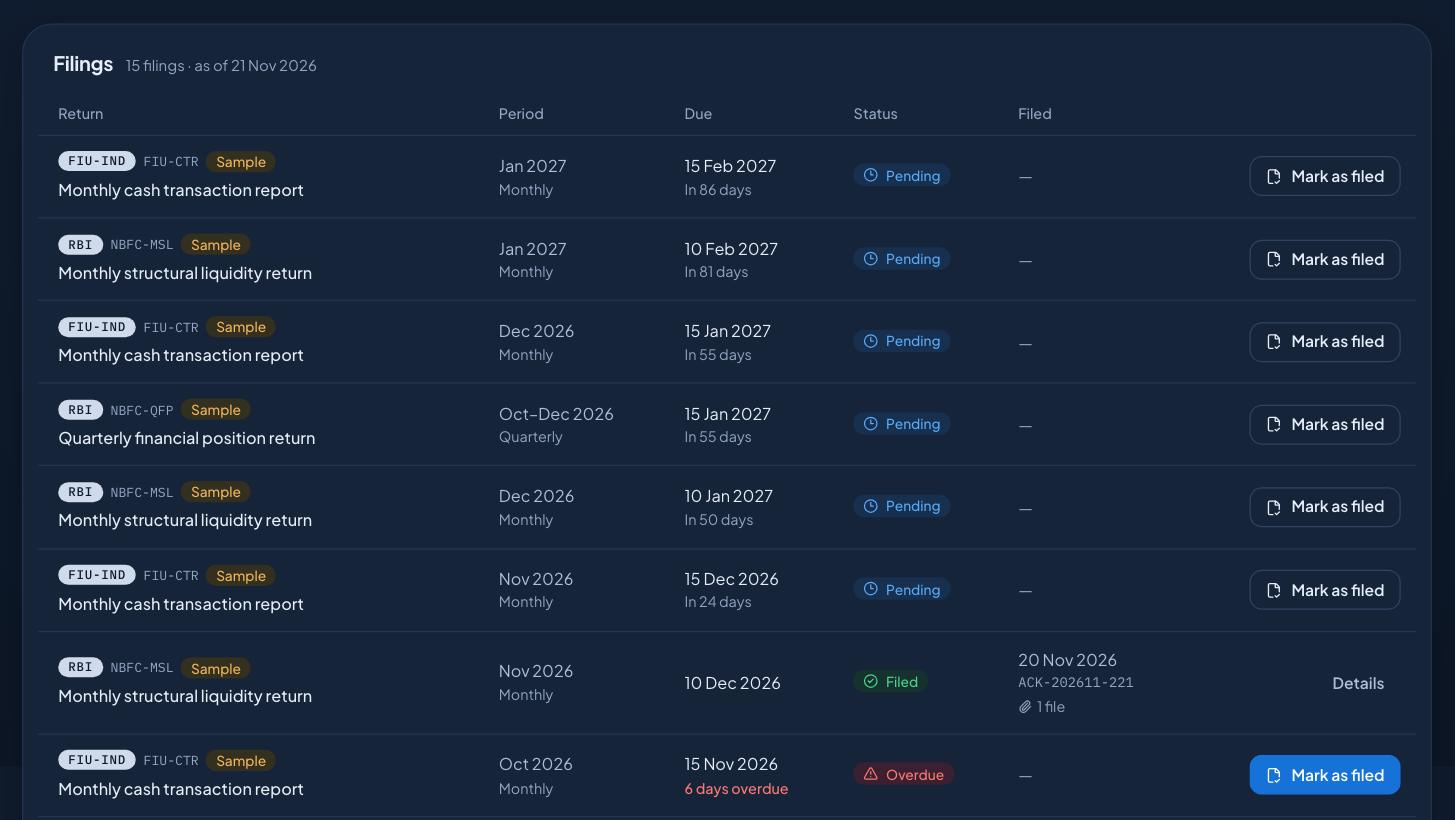 Filings 15 filings · as of 21 Nov 2026
Return Period Due Status Filed
FIU-IND FIU-CTR Sample
Monthly cash transaction report
Jan 2027
Monthly
15 Feb 2027
In 86 days
Pending
—
Mark as filed
RBI NBFC-MSL Sample
Monthly structural liquidity return
Jan 2027
Monthly
10 Feb 2027
In 81 days
Pending
—
Mark as filed
FIU-IND FIU-CTR Sample
Monthly cash transaction report
Dec 2026
Monthly
15 Jan 2027
In 55 days
Pending
—
Mark as filed
RBI NBFC-QFP Sample
Quarterly financial position return
Oct–Dec 2026
Quarterly
15 Jan 2027
In 55 days
Pending
—
Mark as filed
RBI NBFC-MSL Sample
Monthly structural liquidity return
Dec 2026
Monthly
10 Jan 2027
In 50 days
Pending
—
Mark as filed
FIU-IND FIU-CTR Sample
Monthly cash transaction report
Nov 2026
Monthly
15 Dec 2026
In 24 days
Pending
—
Mark as filed
RBI NBFC-MSL Sample
Monthly structural liquidity return
Nov 2026
Monthly
10 Dec 2026
Filed
20 Nov 2026
ACK-202611-221
1 file
Details
FIU-IND FIU-CTR Sample
Monthly cash transaction report
Oct 2026
Monthly
15 Nov 2026
6 days overdue
Overdue
—
Mark as filed